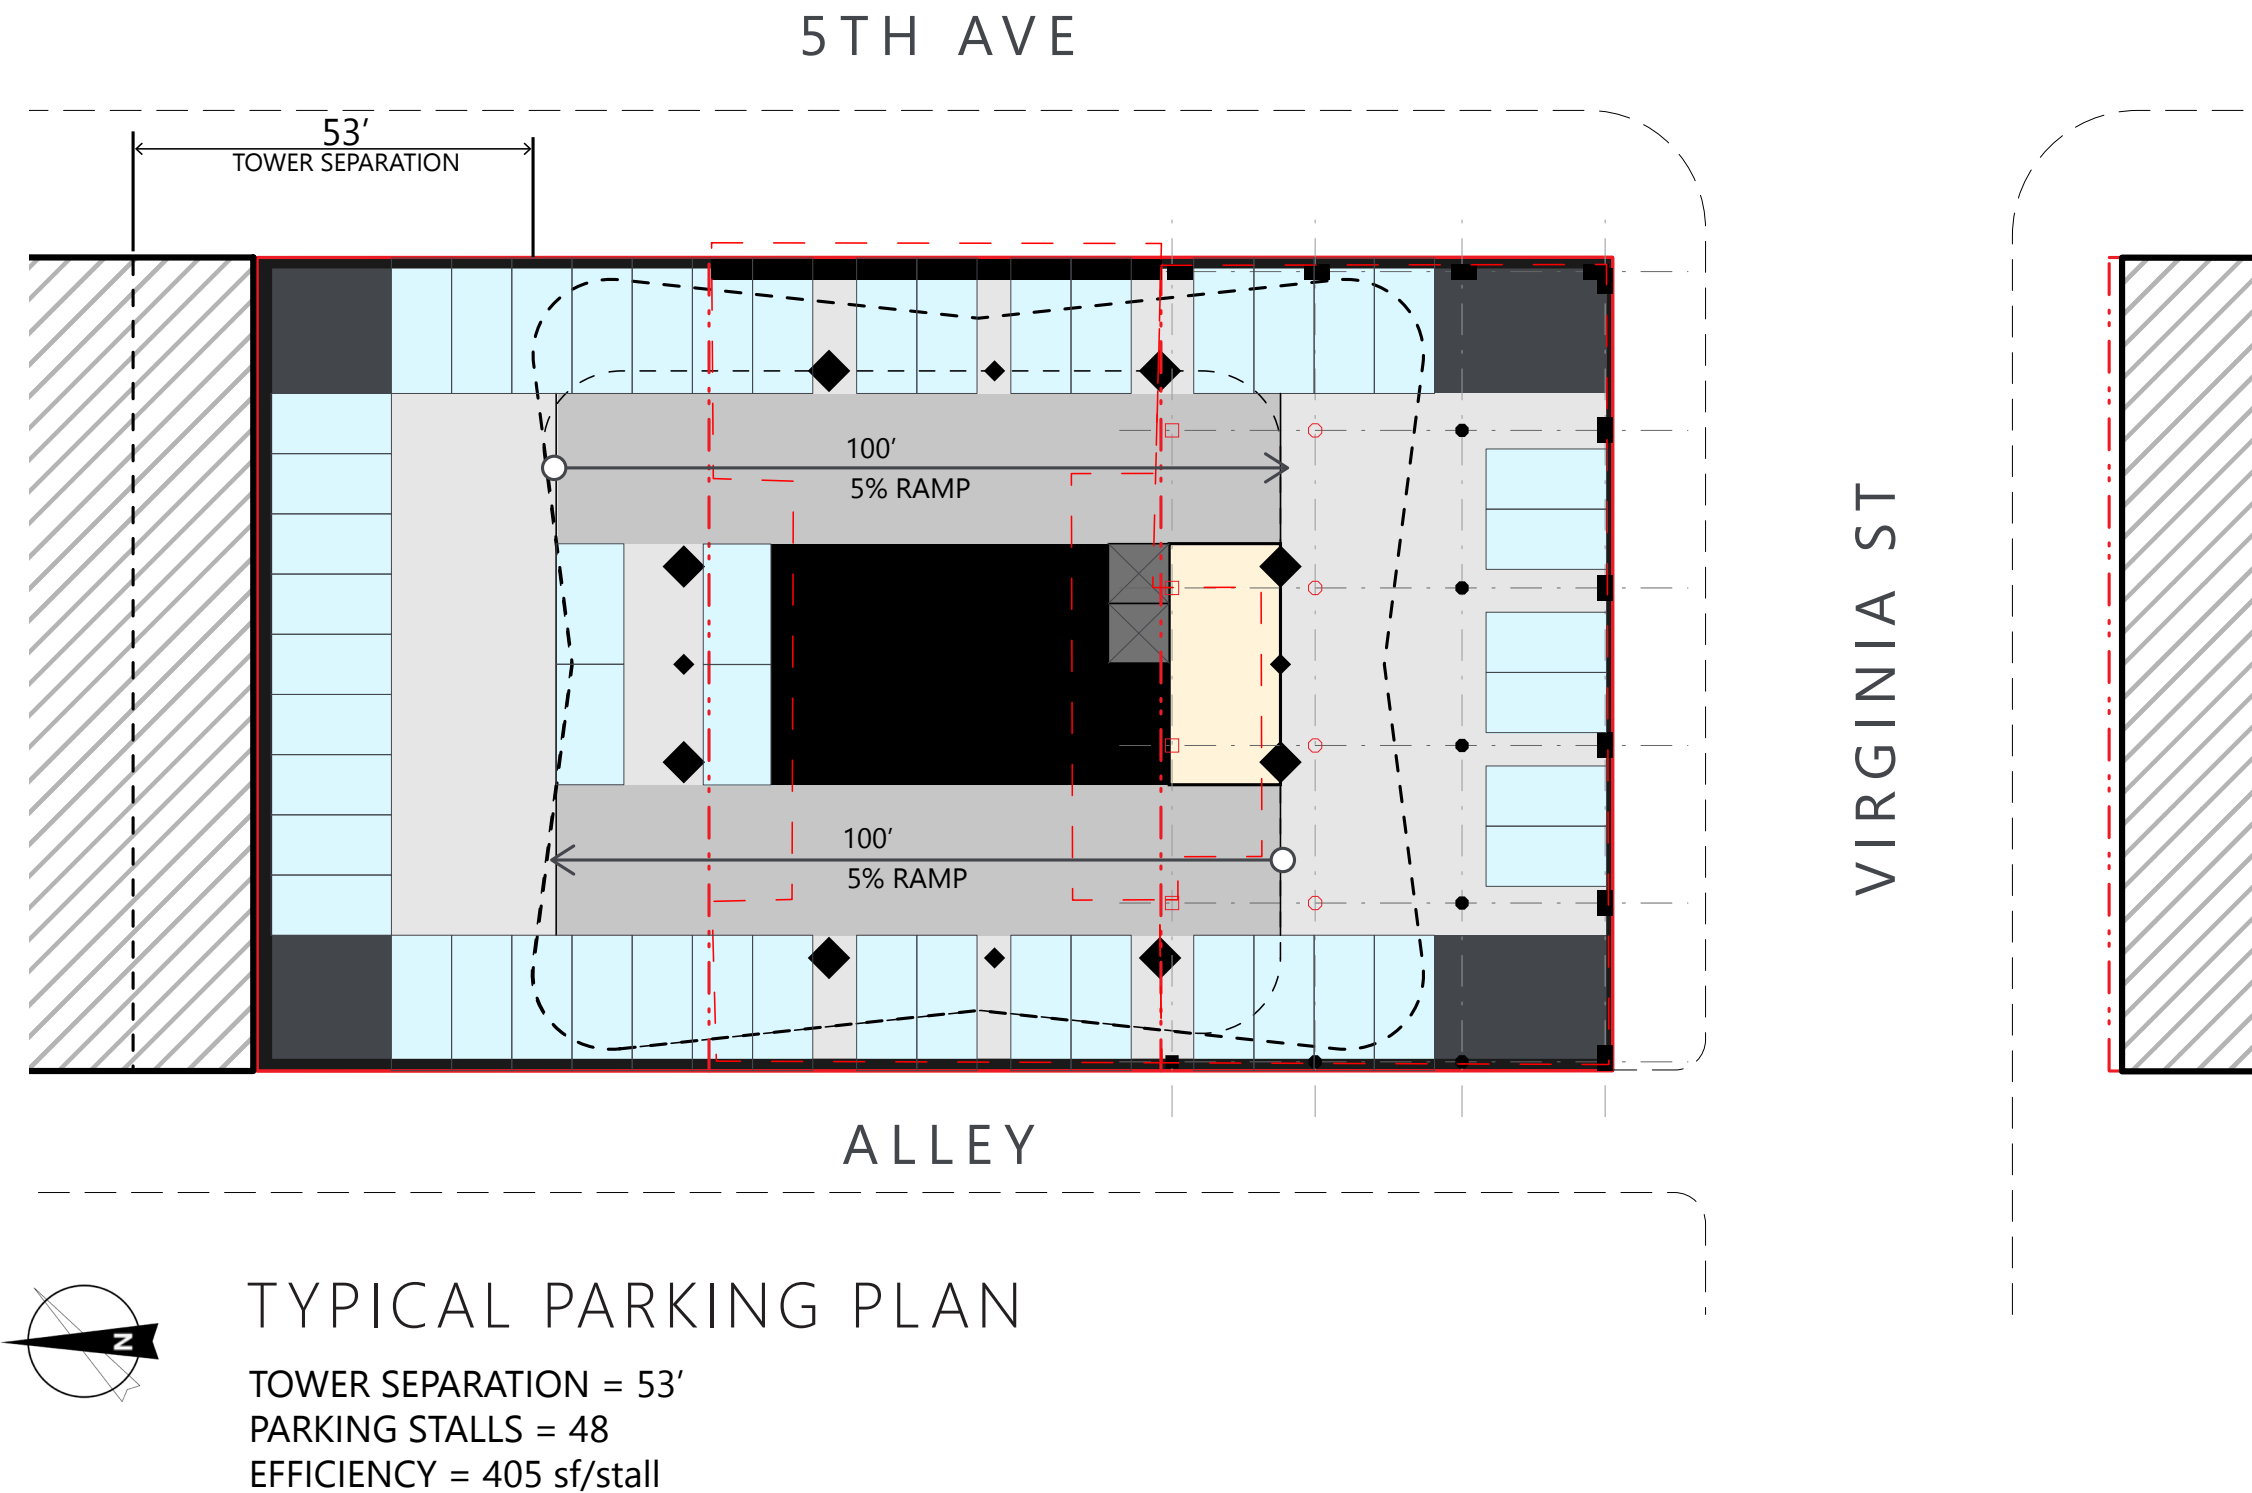 5TH AVE
53’
TOWER SEPARATION
100’
5% RAMP
100’
5% RAMP
VIRGINIA ST
ALLEY
N
TYPICAL PARKING PLAN
TOWER SEPARATION = 53’
PARKING STALLS = 48
EFFICIENCY = 405 sf/stall